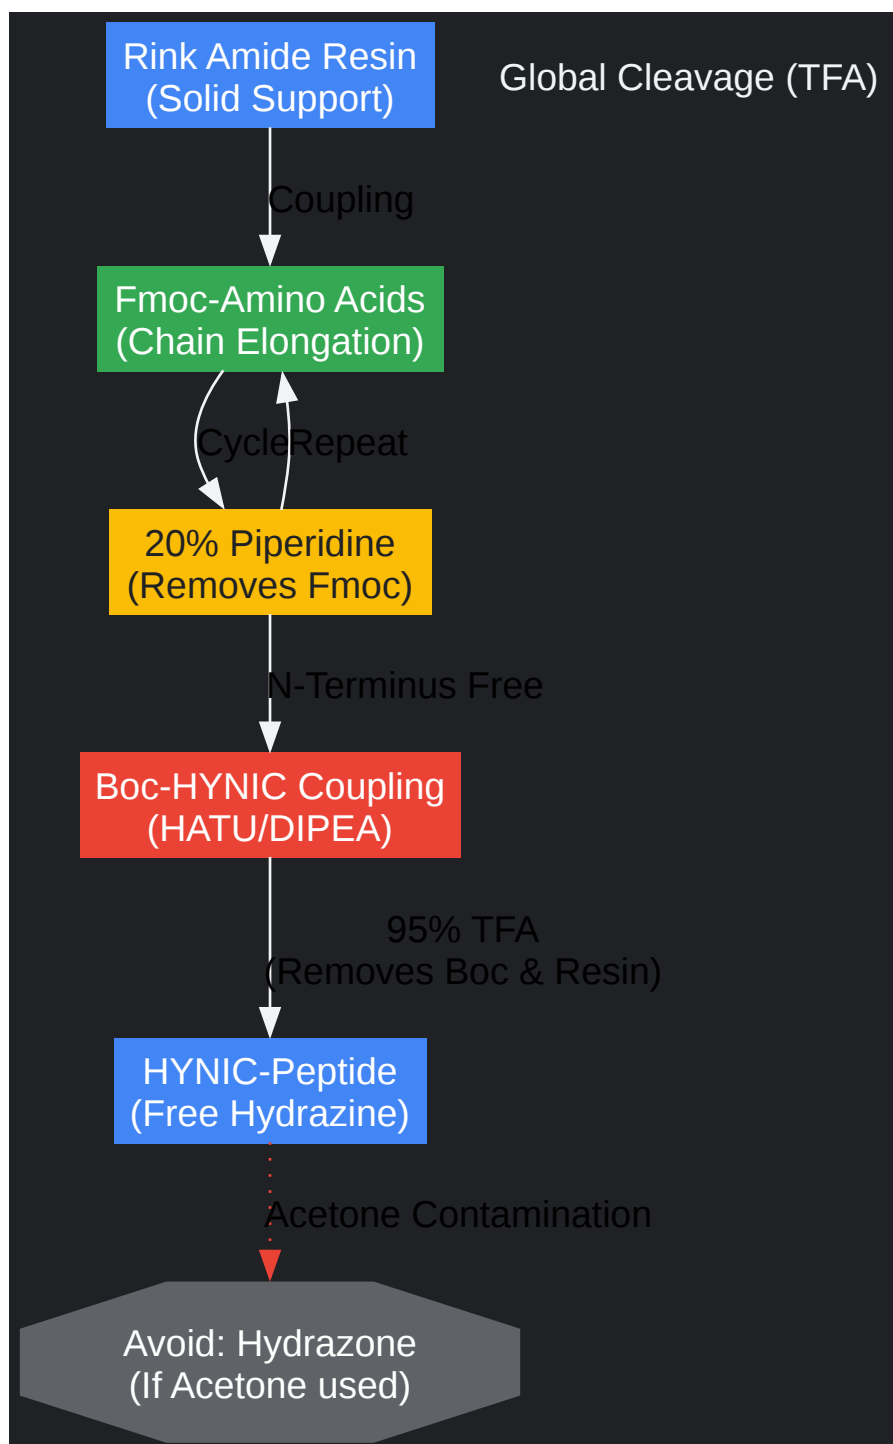 Rink Amide Resin
(Solid Support)
Global Cleavage (TFA)
Coupling
Fmoc-Amino Acids
(Chain Elongation)
Cycle
Repeat
20% Piperidine
(Removes Fmoc)
N-Terminus Free
Boc-HYNIC Coupling
(HATU/DIPEA)
95% TFA
(Removes Boc & Resin)
HYNIC-Peptide
(Free Hydrazine)
Acetone Contamination
Avoid: Hydrazone
(If Acetone used)